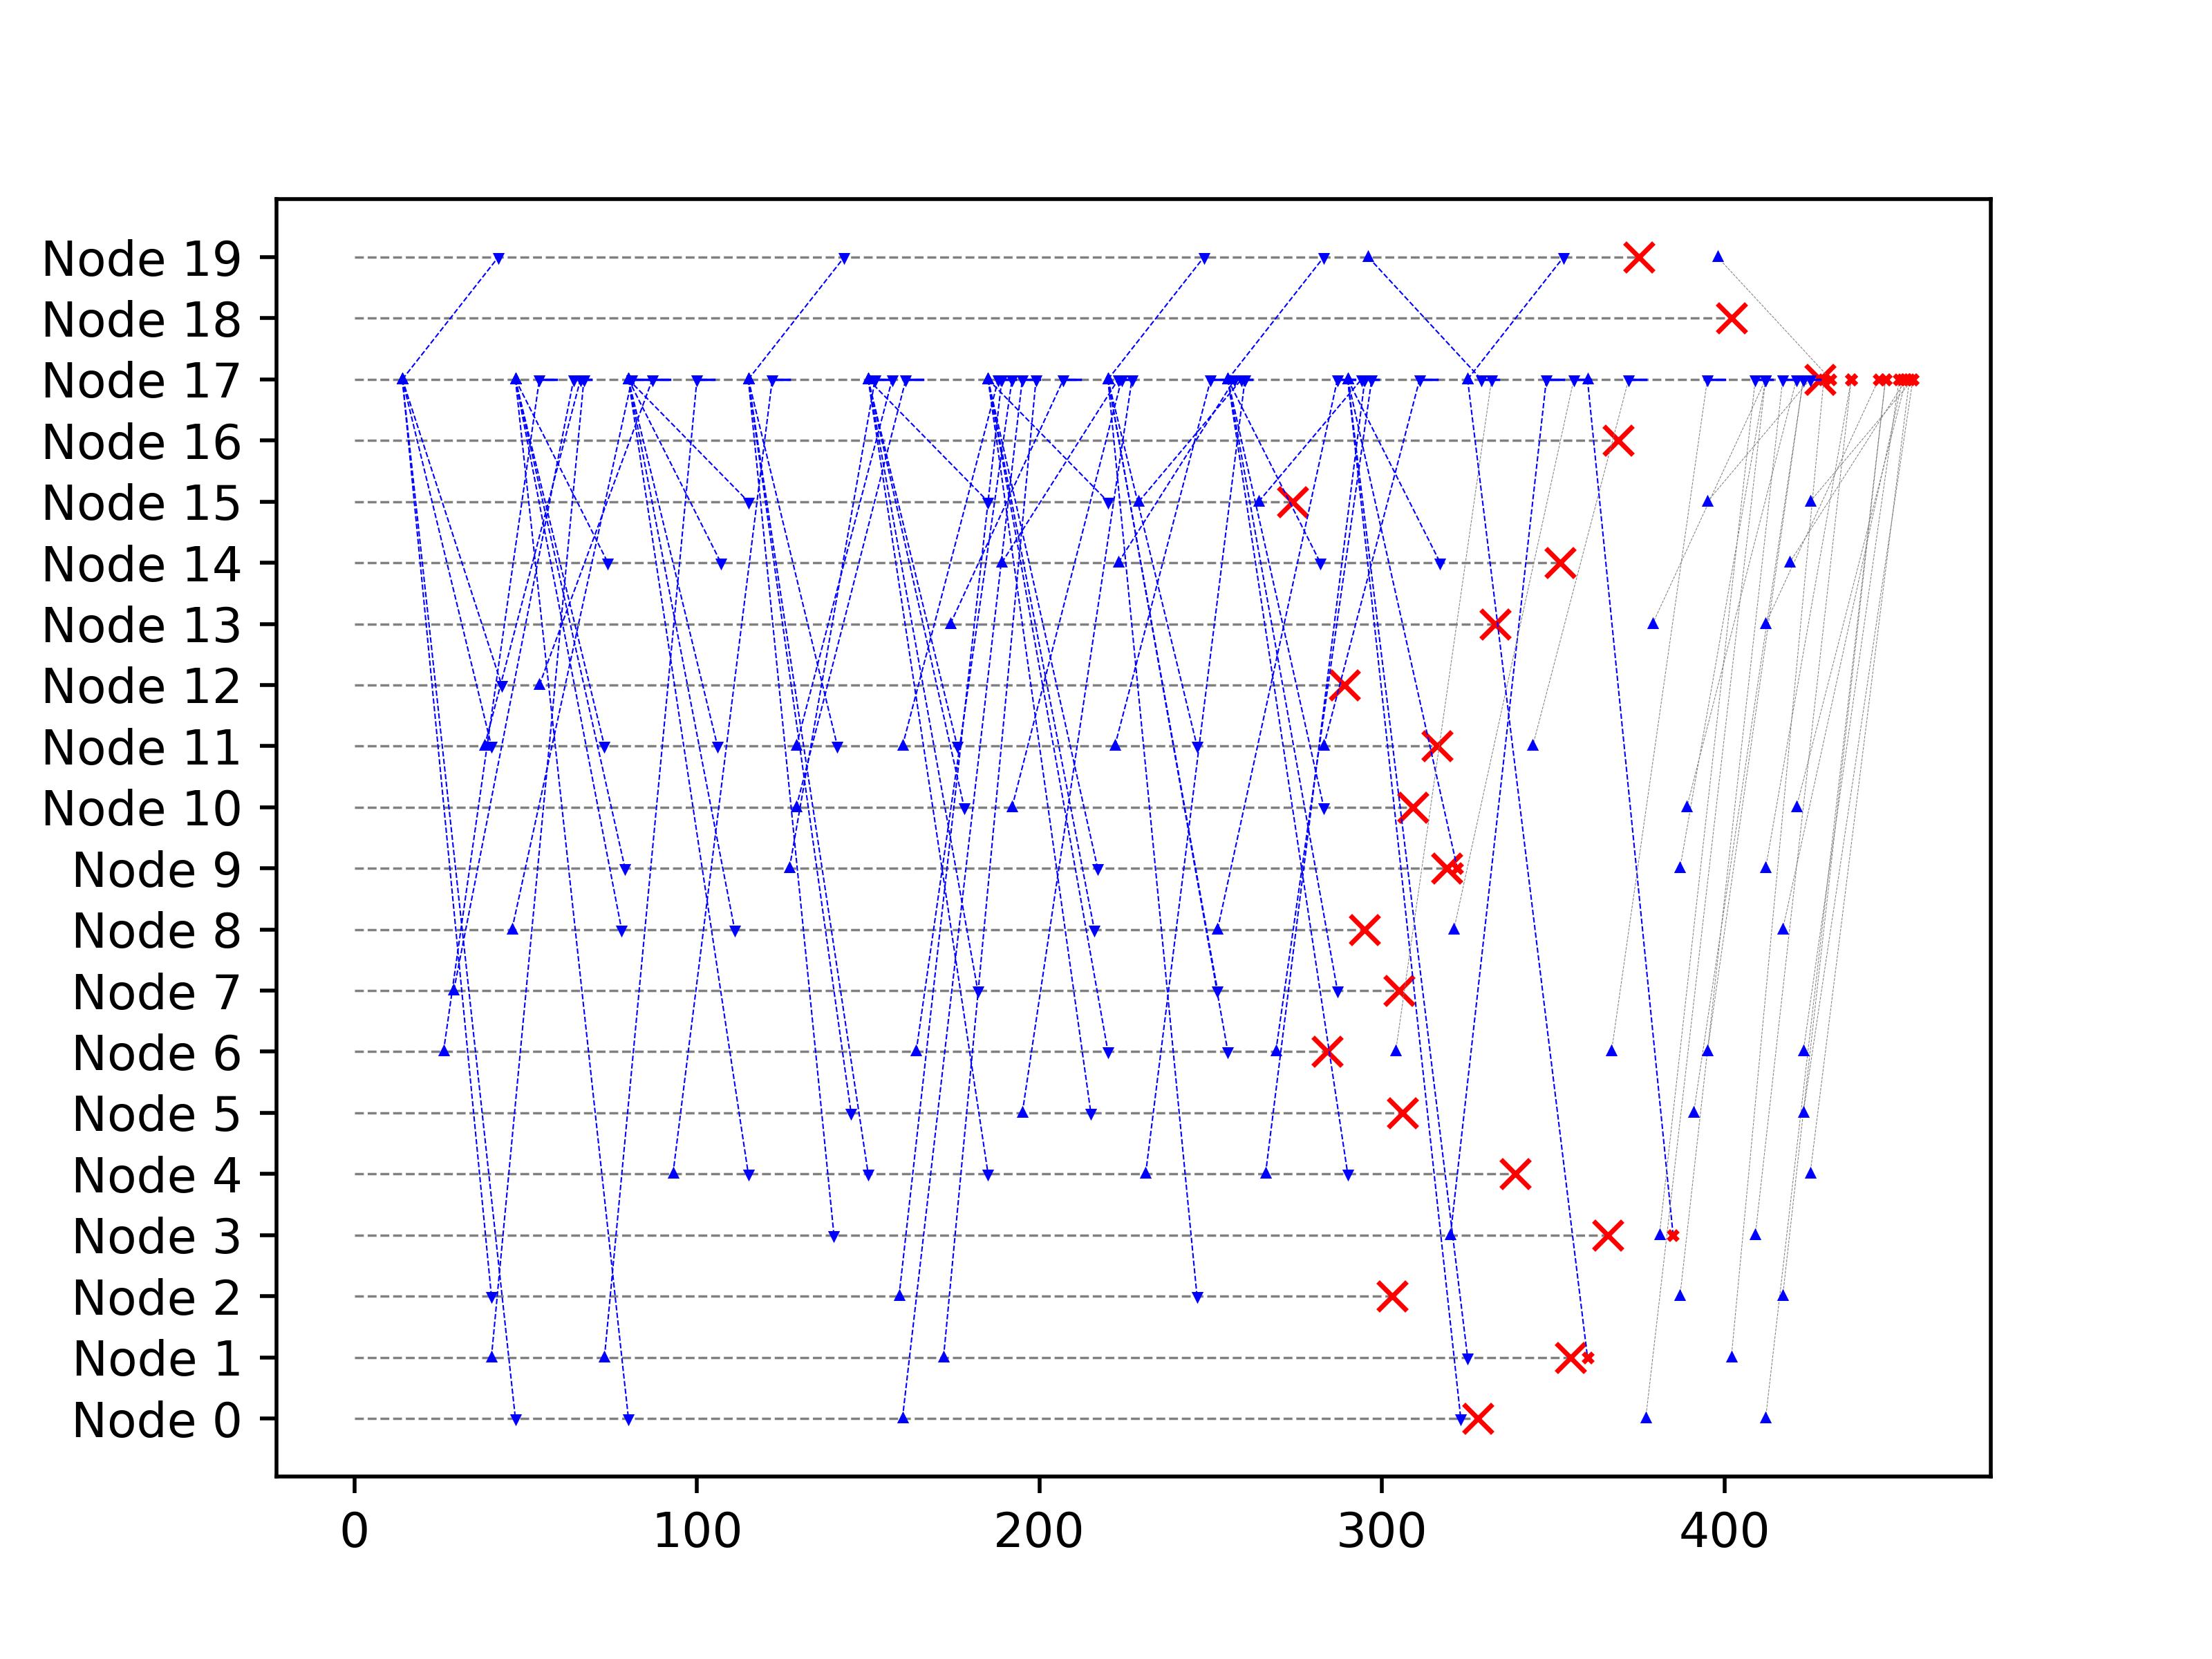 Node 19
Node 18
Node 17
Node 16
Node 15
Node 14
Node 13
Node 12
Node 11
Node 10
Node 9
Node 8
Node 7
Node 6
Node 5
Node 4
Node 3
Node 2
Node 1
Node 0
0 100 200 300 400